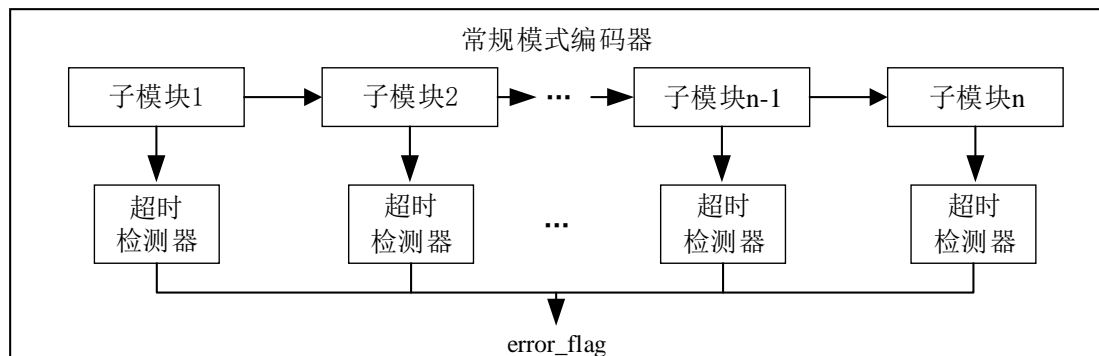 常规模式编码器
子模块1 子模块2 ... 子模块n-1 子模块n
超时 超时 超时 超时
检测器 检测器 ... 检测器 检测器
error_flag